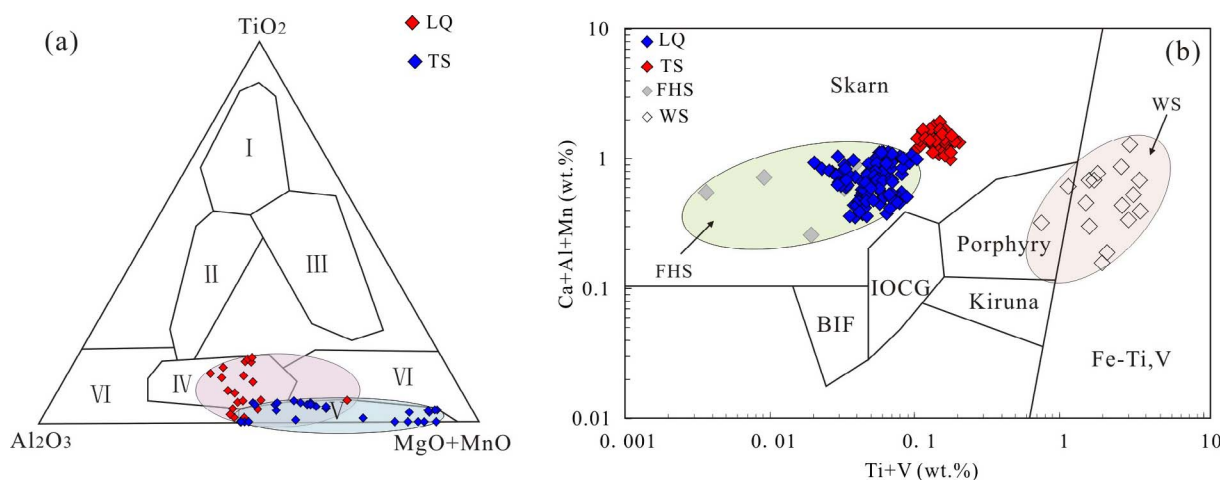 (a)
TiO2
LQ
TS
I
II
III
IV
V
VI
VI
Al2O3
MgO+MnO
(b)
LQ
TS
FHS
WS
Skarn
WS
FHS
Porphyry
IOCG
BIF
Kiruna
Fe-Ti,V
10
1
0.1
0.01
0.001
0.01
0.1
1
10
Ca+Al+Mn (wt.%)
Ti+V (wt.%)